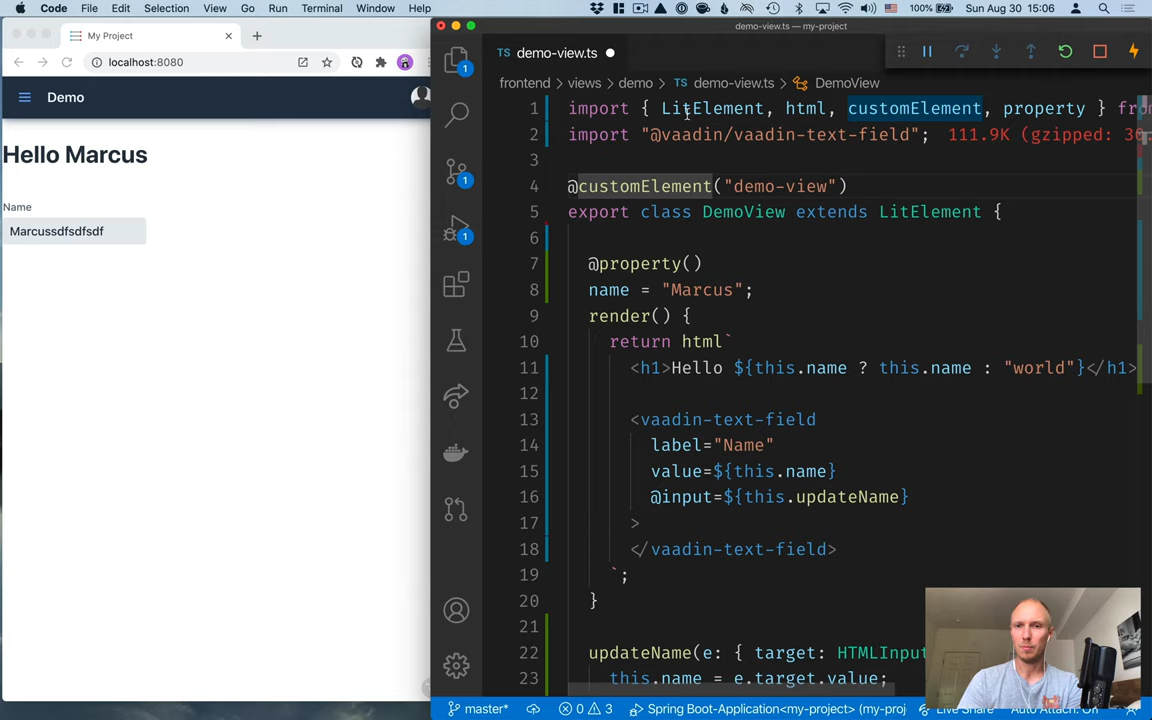 Code File Edit Selection View Go Run Terminal Window Help 100% Sun Aug 30 15:06
My Project
localhost:8080
Demo
Hello Marcus
Name
Marcussdfsdfsdf
demo-view.ts — my-project
TS demo-view.ts
frontend > views > demo > TS demo-view.ts > DemoView
1 import { LitElement, html, customElement, property } fro
2 import "@vaadin/vaadin-text-field"; 111.9K (gzipped: 30.
3
4 @customElement("demo-view")
5 export class DemoView extends LitElement {
6
7 @property()
8 name = "Marcus";
9 render() {
10 return html`
11 <h1>Hello ${this.name ? this.name : "world"}</h1>
12
13 <vaadin-text-field
14 label="Name"
15 value=${this.name}
16 @input=${this.updateName}
17 >
18 </vaadin-text-field>
19 `;
20 }
21
22 updateName(e: { target: HTMLInput
23 this.name = e.target.value;
1
1
1
master* 0 3 Spring Boot-Application<my-project> (my-proj Live Share Auto Attach: Off